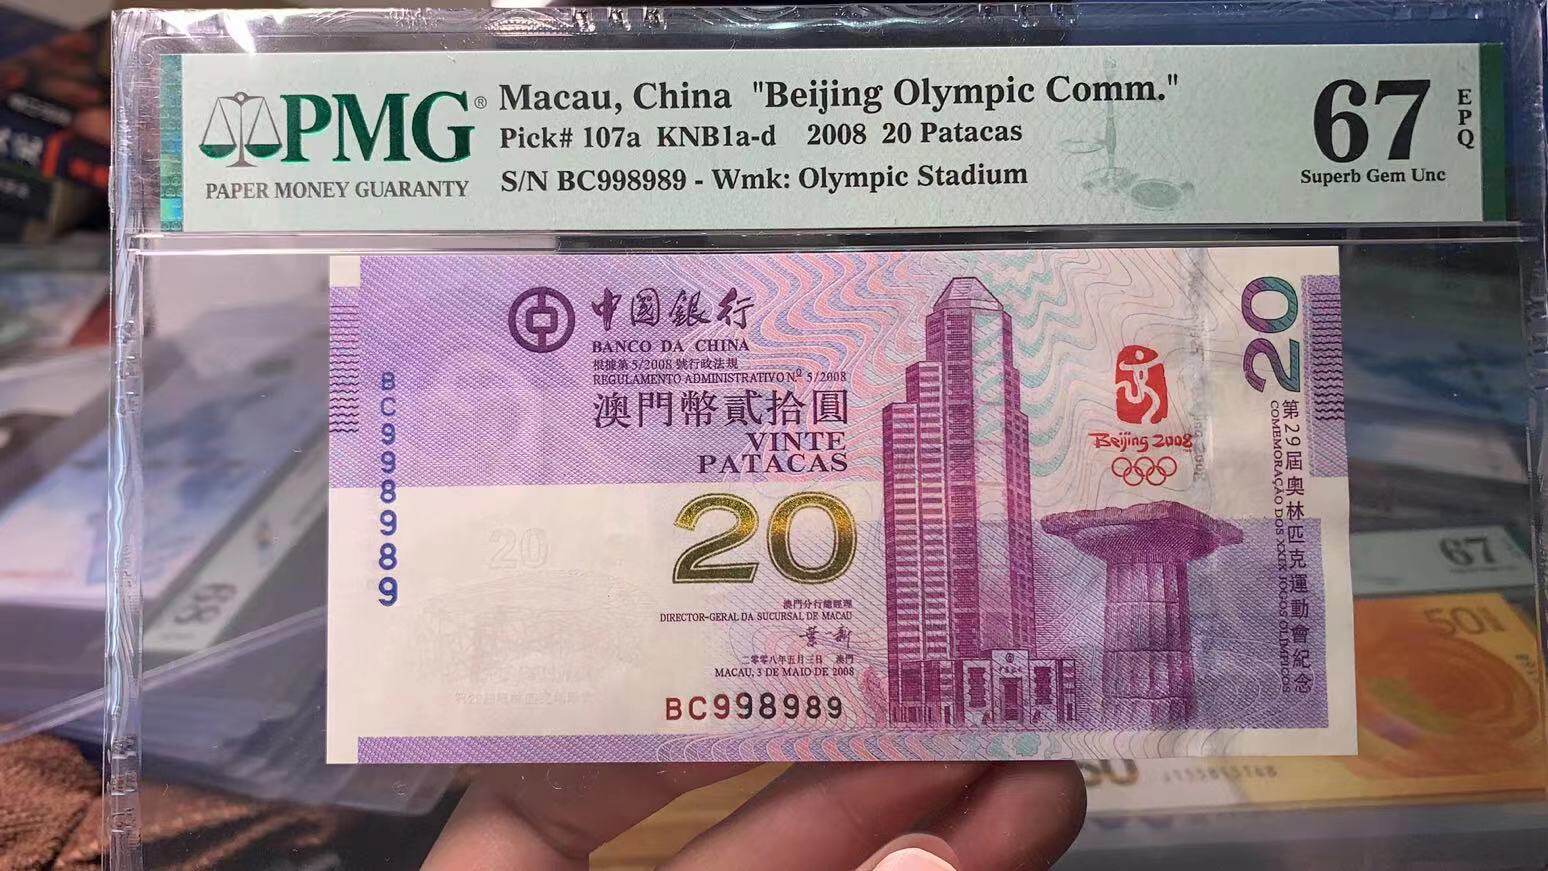 PMG®
PAPER MONEY GUARANTY
Macau, China "Beijing Olympic Comm."
Pick# 107a KNB1a-d 2008 20 Patacas
S/N BC998989 - Wmk: Olympic Stadium
67
EPQ
Superb Gem Unc
中國銀行
BANCO DA CHINA
根據第5/2008號行政法規
REGULAMENTO ADMINISTRATIVO Nº 5/2008
澳門幣貳拾圓
VINTE
PATACAS
20
澳門分行總經理
DIRECTOR-GERAL DA SUCURSAL DE MACAU
二零零八年五月三日 澳門
MACAU, 3 DE MAIO DE 2008
BC998989
BC998989
20
Beijing 2008
20
第29屆奧林匹克運動會紀念
COMEMORAÇÃO DOS XXIX JOGOS OLÍMPICOS
67
50